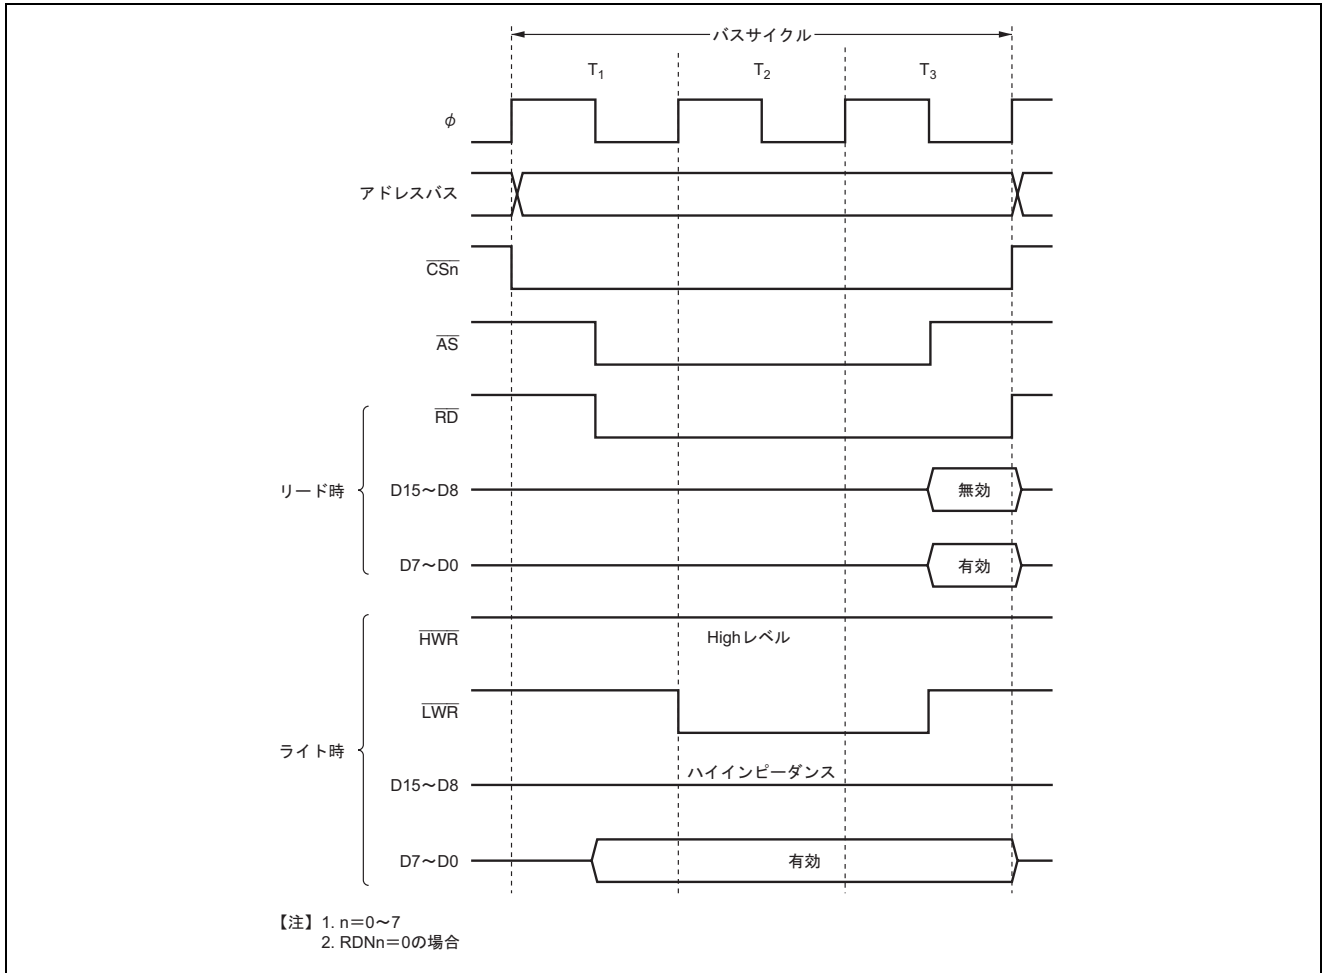 バスサイクル
T1 T2 T3
φ
アドレスバス
CSn
AS
RD
リード時
D15～D8 無効
D7～D0 有効
HWR Highレベル
LWR
ライト時
D15～D8 ハイインピーダンス
D7～D0 有効
【注】1. n＝0～7
2. RDNn＝0の場合